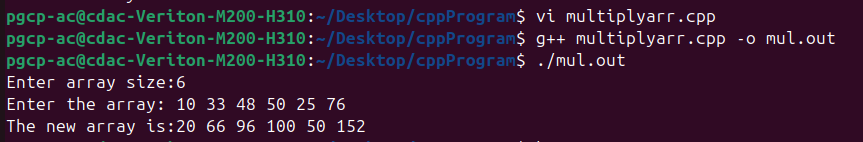 pgcp-ac@cdac-Veriton-M200-H310:~/Desktop/cppProgram$ vi multiplyarr.cpp
pgcp-ac@cdac-Veriton-M200-H310:~/Desktop/cppProgram$ g++ multiplyarr.cpp -o mul.out
pgcp-ac@cdac-Veriton-M200-H310:~/Desktop/cppProgram$ ./mul.out
Enter array size:6
Enter the array: 10 33 48 50 25 76
The new array is:20 66 96 100 50 152